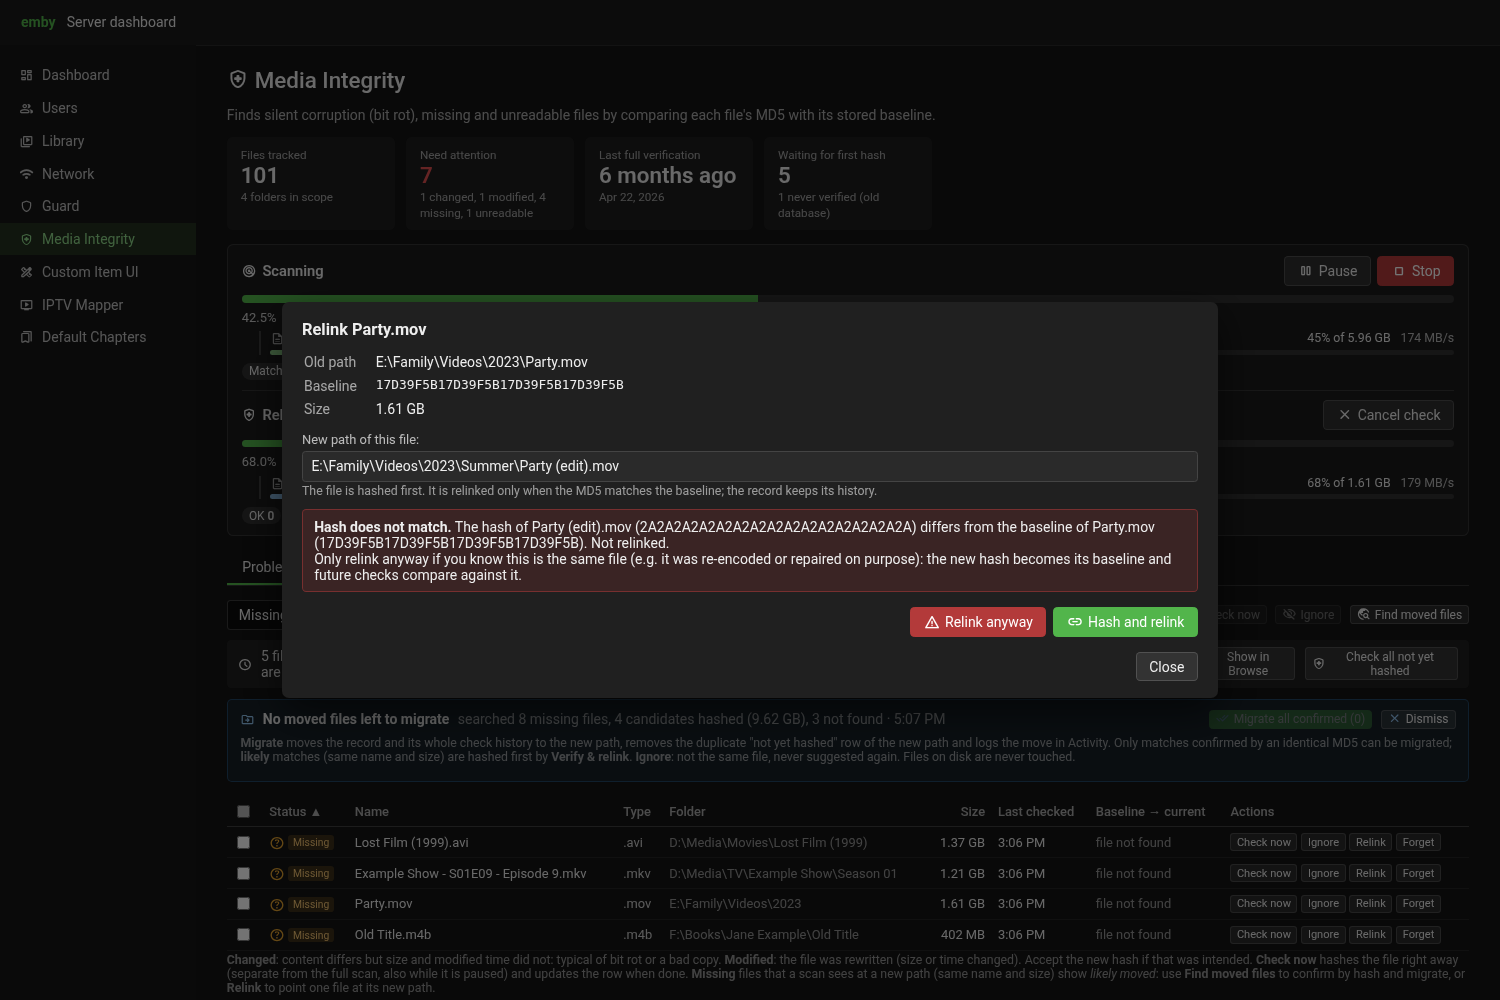 emby Server dashboard
Dashboard
Users
Library
Network
Guard
Media Integrity
Custom Item UI
IPTV Mapper
Default Chapters
Media Integrity
Finds silent corruption (bit rot), missing and unreadable files by comparing each file's MD5 with its stored baseline.
Files tracked
101
4 folders in scope
Need attention
7
1 changed, 1 modified, 4
missing, 1 unreadable
Last full verification
6 months ago
Apr 22, 2026
Waiting for first hash
5
1 never verified (old
database)
Scanning
Pause
Stop
42.5%
45% of 5.96 GB 174 MB/s
Match
Cancel check
68.0%
68% of 1.61 GB 179 MB/s
OK 0
Relink Party.mov
Old path E:\Family\Videos\2023\Party.mov
Baseline 17D39F5B17D39F5B17D39F5B17D39F5B
Size 1.61 GB
New path of this file:
E:\Family\Videos\2023\Summer\Party (edit).mov
The file is hashed first. It is relinked only when the MD5 matches the baseline; the record keeps its history.
Hash does not match. The hash of Party (edit).mov (2A2A2A2A2A2A2A2A2A2A2A2A2A2A2A2A) differs from the baseline of Party.mov
(17D39F5B17D39F5B17D39F5B17D39F5B). Not relinked.
Only relink anyway if you know this is the same file (e.g. it was re-encoded or repaired on purpose): the new hash becomes its baseline and
future checks compare against it.
Relink anyway
Hash and relink
Close
Proble
Missing
eck now
Ignore
Find moved files
5 fil
are
Show in
Browse
Check all not yet
hashed
No moved files left to migrate searched 8 missing files, 4 candidates hashed (9.62 GB), 3 not found · 5:07 PM
Migrate all confirmed (0)
Dismiss
Migrate moves the record and its whole check history to the new path, removes the duplicate "not yet hashed" row of the new path and logs the move in Activity. Only matches confirmed by an identical MD5 can be migrated;
likely matches (same name and size) are hashed first by Verify & relink. Ignore: not the same file, never suggested again. Files on disk are never touched.
Status ▲ Name Type Folder Size Last checked Baseline → current Actions
Missing Lost Film (1999).avi .avi D:\Media\Movies\Lost Film (1999) 1.37 GB 3:06 PM file not found Check now Ignore Relink Forget
Missing Example Show - S01E09 - Episode 9.mkv .mkv D:\Media\TV\Example Show\Season 01 1.21 GB 3:06 PM file not found Check now Ignore Relink Forget
Missing Party.mov .mov E:\Family\Videos\2023 1.61 GB 3:06 PM file not found Check now Ignore Relink Forget
Missing Old Title.m4b .m4b F:\Books\Jane Example\Old Title 402 MB 3:06 PM file not found Check now Ignore Relink Forget
Changed: content differs but size and modified time did not: typical of bit rot or a bad copy. Modified: the file was rewritten (size or time changed). Accept the new hash if that was intended. Check now hashes the file right away
(separate from the full scan, also while it is paused) and updates the row when done. Missing files that a scan sees at a new path (same name and size) show likely moved: use Find moved files to confirm by hash and migrate, or
Relink to point one file at its new path.